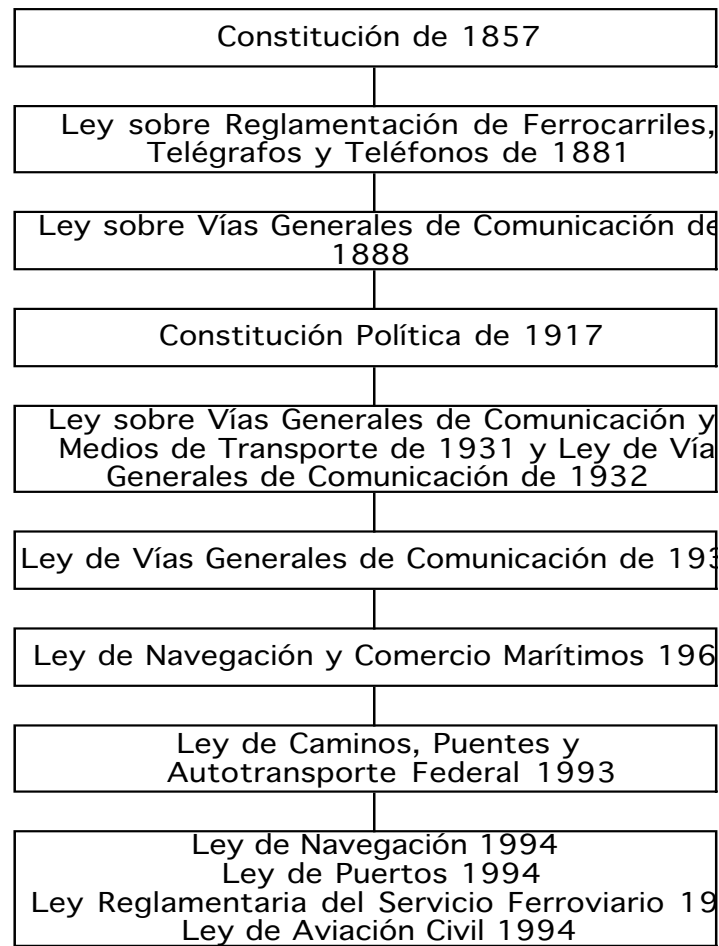 Constitución de 1857
Ley sobre Reglamentación de Ferrocarriles,
Telégrafos y Teléfonos de 1881
Ley sobre Vías Generales de Comunicación de
1888
Constitución Política de 1917
Ley sobre Vías Generales de Comunicación y
Medios de Transporte de 1931 y Ley de Vía
Generales de Comunicación de 1932
Ley de Vías Generales de Comunicación de 193
Ley de Navegación y Comercio Marítimos 196
Ley de Caminos, Puentes y
Autotransporte Federal 1993
Ley de Navegación 1994
Ley de Puertos 1994
Ley Reglamentaria del Servicio Ferroviario 19
Ley de Aviación Civil 1994